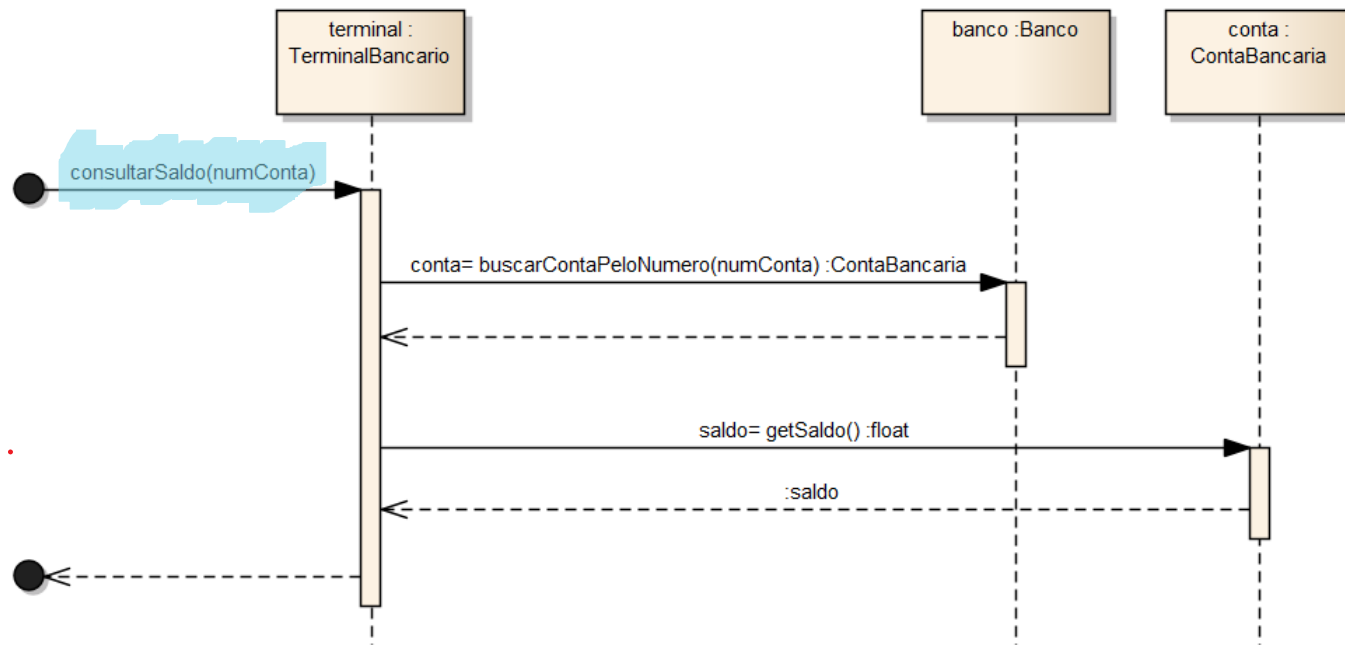 terminal :
TerminalBancario
banco :Banco
conta :
ContaBancaria
consultarSaldo(numConta)
conta= buscarContaPeloNumero(numConta) :ContaBancaria
saldo= getSaldo() :float
:saldo